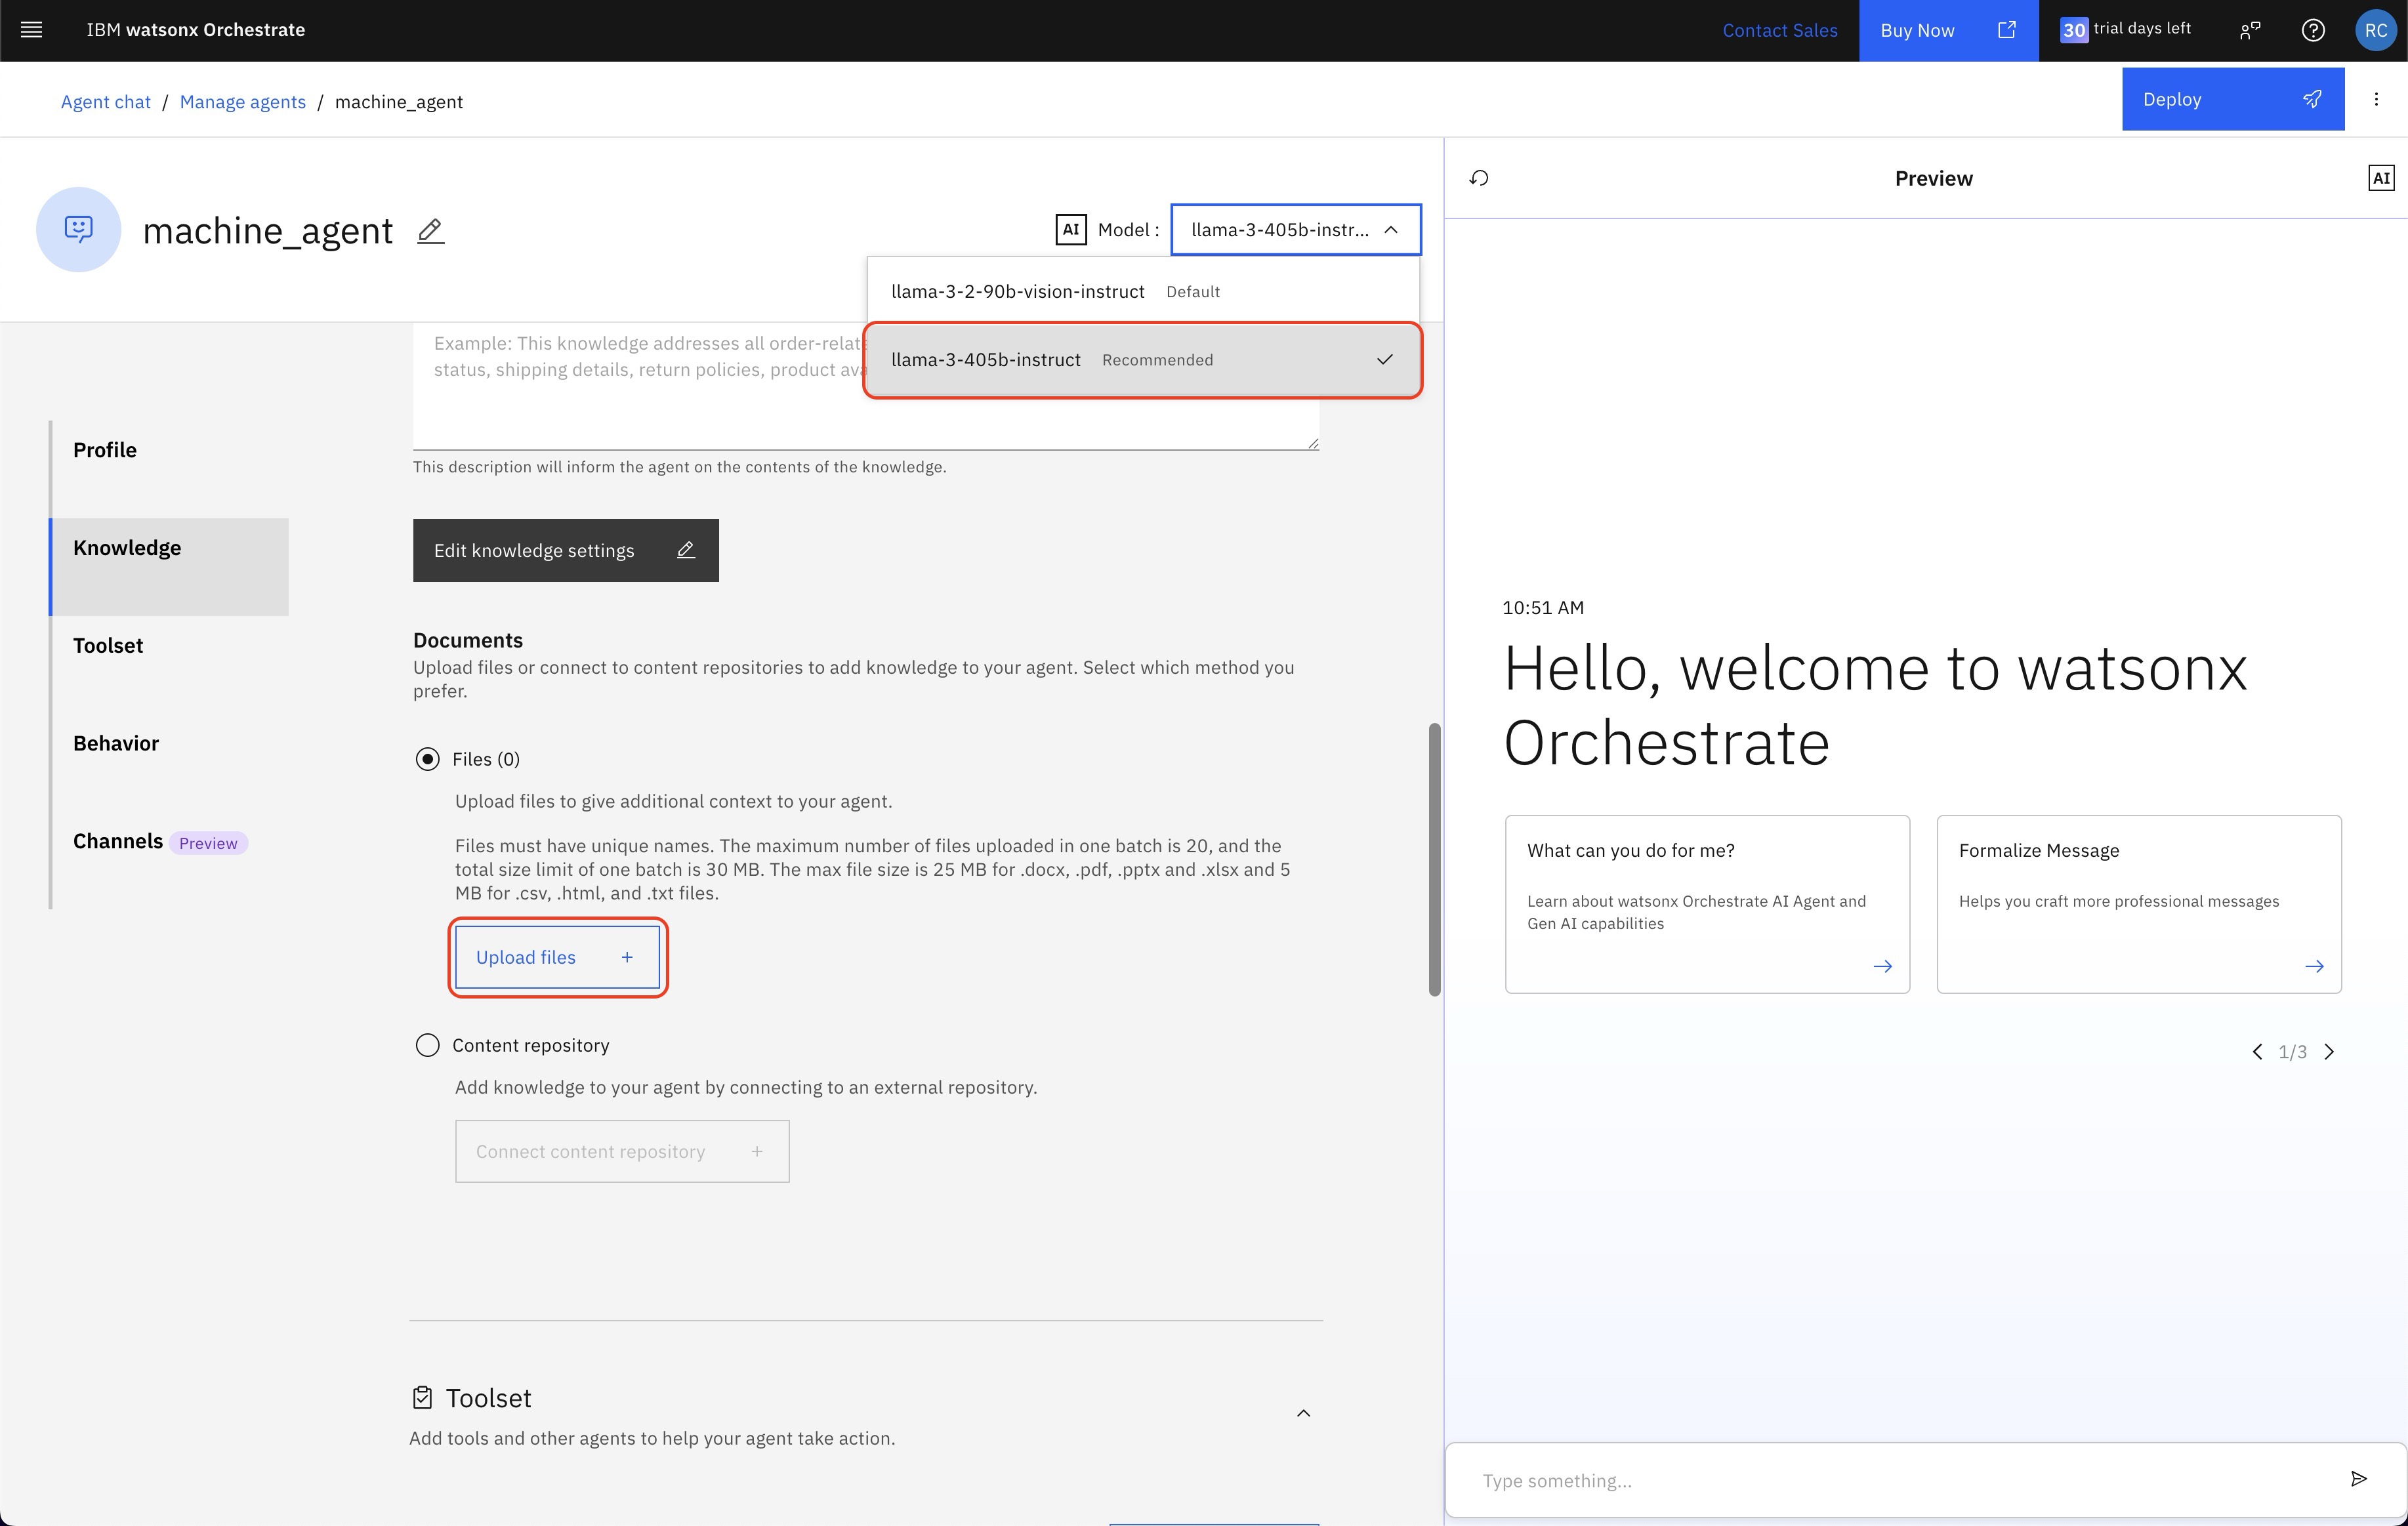 IBM watsonx Orchestrate
Contact Sales
Buy Now
30 trial days left
RC
Agent chat / Manage agents / machine_agent
Deploy
machine_agent
AI Model : llama-3-405b-instr...
llama-3-2-90b-vision-instruct Default
llama-3-405b-instruct Recommended
Example: This knowledge addresses all order-relat
status, shipping details, return policies, product ava
This description will inform the agent on the contents of the knowledge.
Profile
Knowledge
Toolset
Behavior
Channels Preview
Edit knowledge settings
Documents
Upload files or connect to content repositories to add knowledge to your agent. Select which method you
prefer.
Files (0)
Upload files to give additional context to your agent.
Files must have unique names. The maximum number of files uploaded in one batch is 20, and the
total size limit of one batch is 30 MB. The max file size is 25 MB for .docx, .pdf, .pptx and .xlsx and 5
MB for .csv, .html, and .txt files.
Upload files +
Content repository
Add knowledge to your agent by connecting to an external repository.
Connect content repository +
Toolset
Add tools and other agents to help your agent take action.
Preview
AI
10:51 AM
Hello, welcome to watsonx
Orchestrate
What can you do for me?
Learn about watsonx Orchestrate AI Agent and
Gen AI capabilities
Formalize Message
Helps you craft more professional messages
1/3
Type something...